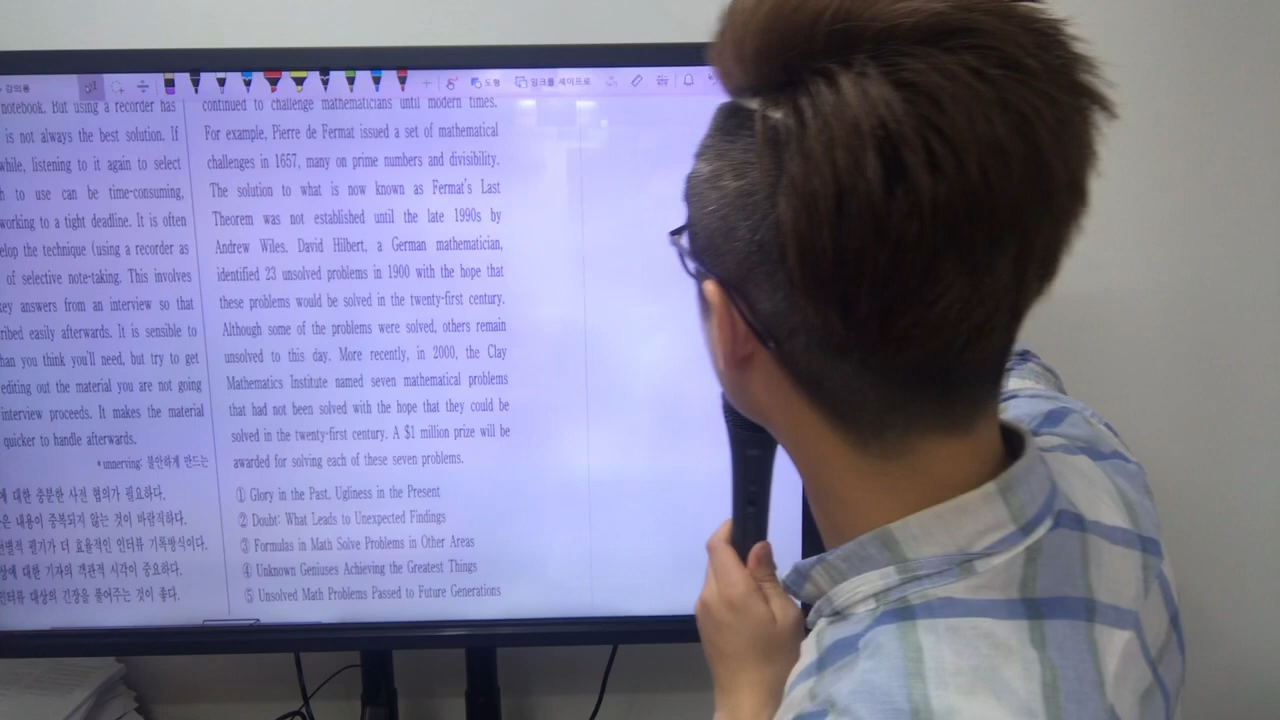 강의용
도형
잉크를 셰이프로
notebook. But using a recorder has
is not always the best solution. If
while, listening to it again to select
to use can be time-consuming,
working to a tight deadline. It is often
the technique (using a recorder as
of selective note-taking. This involves
key answers from an interview so that
easily afterwards. It is sensible to
than you think you'll need, but try to get
editing out the material you are not going
interview proceeds. It makes the material
quicker to handle afterwards.
* unnerving: 불안하게 만드는
대한 충분한 사전 협의가 필요하다.
내용이 중복되지 않는 것이 바람직하다.
선별적 필기가 더 효율적인 인터뷰 기록방식이다.
대한 기자의 객관적 시각이 중요하다.
인터뷰 대상의 긴장을 풀어주는 것이 좋다.
continued to challenge mathematicians until modern times.
For example, Pierre de Fermat issued a set of mathematical
challenges in 1657, many on prime numbers and divisibility.
The solution to what is now known as Fermat's Last
Theorem was not established until the late 1990s by
Andrew Wiles. David Hilbert, a German mathematician,
identified 23 unsolved problems in 1900 with the hope that
these problems would be solved in the twenty-first century.
Although some of the problems were solved, others remain
unsolved to this day. More recently, in 2000, the Clay
Mathematics Institute named seven mathematical problems
that had not been solved with the hope that they could be
solved in the twenty-first century. A $1 million prize will be
awarded for solving each of these seven problems.
① Glory in the Past, Ugliness in the Present
② Doubt: What Leads to Unexpected Findings
③ Formulas in Math Solve Problems in Other Areas
④ Unknown Geniuses Achieving the Greatest Things
⑤ Unsolved Math Problems Passed to Future Generations